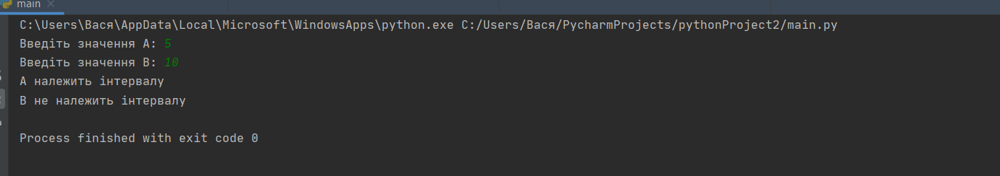 main
C:\Users\Вася\AppData\Local\Microsoft\WindowsApps\python.exe C:/Users/Вася/PycharmProjects/pythonProject2/main.py
Введіть значення А: 5
Введіть значення В: 10
А належить інтервалу
В не належить інтервалу
Process finished with exit code 0